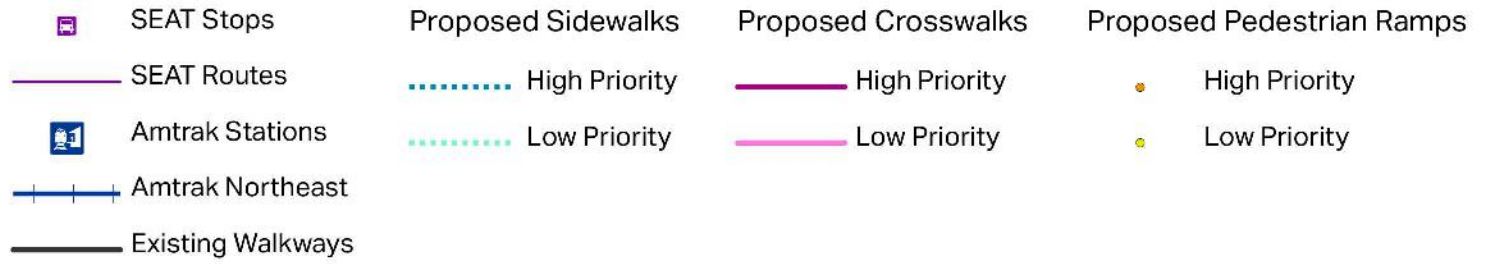 SEAT Stops
SEAT Routes
Amtrak Stations
Amtrak Northeast
Existing Walkways
Proposed Sidewalks
High Priority
Low Priority
Proposed Crosswalks
High Priority
Low Priority
Proposed Pedestrian Ramps
High Priority
Low Priority